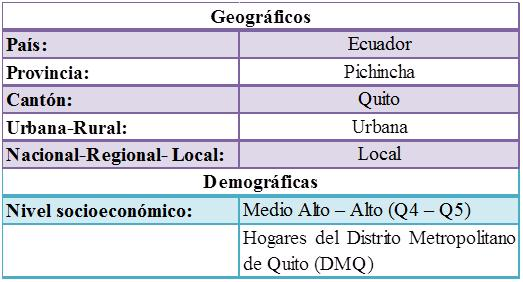 Geográficos
País: Ecuador
Provincia: Pichincha
Cantón: Quito
Urbana-Rural: Urbana
Nacional-Regional- Local: Local
Demográficas
Nivel socioeconómico: Medio Alto – Alto (Q4 – Q5)
Hogares del Distrito Metropolitano
de Quito (DMQ)